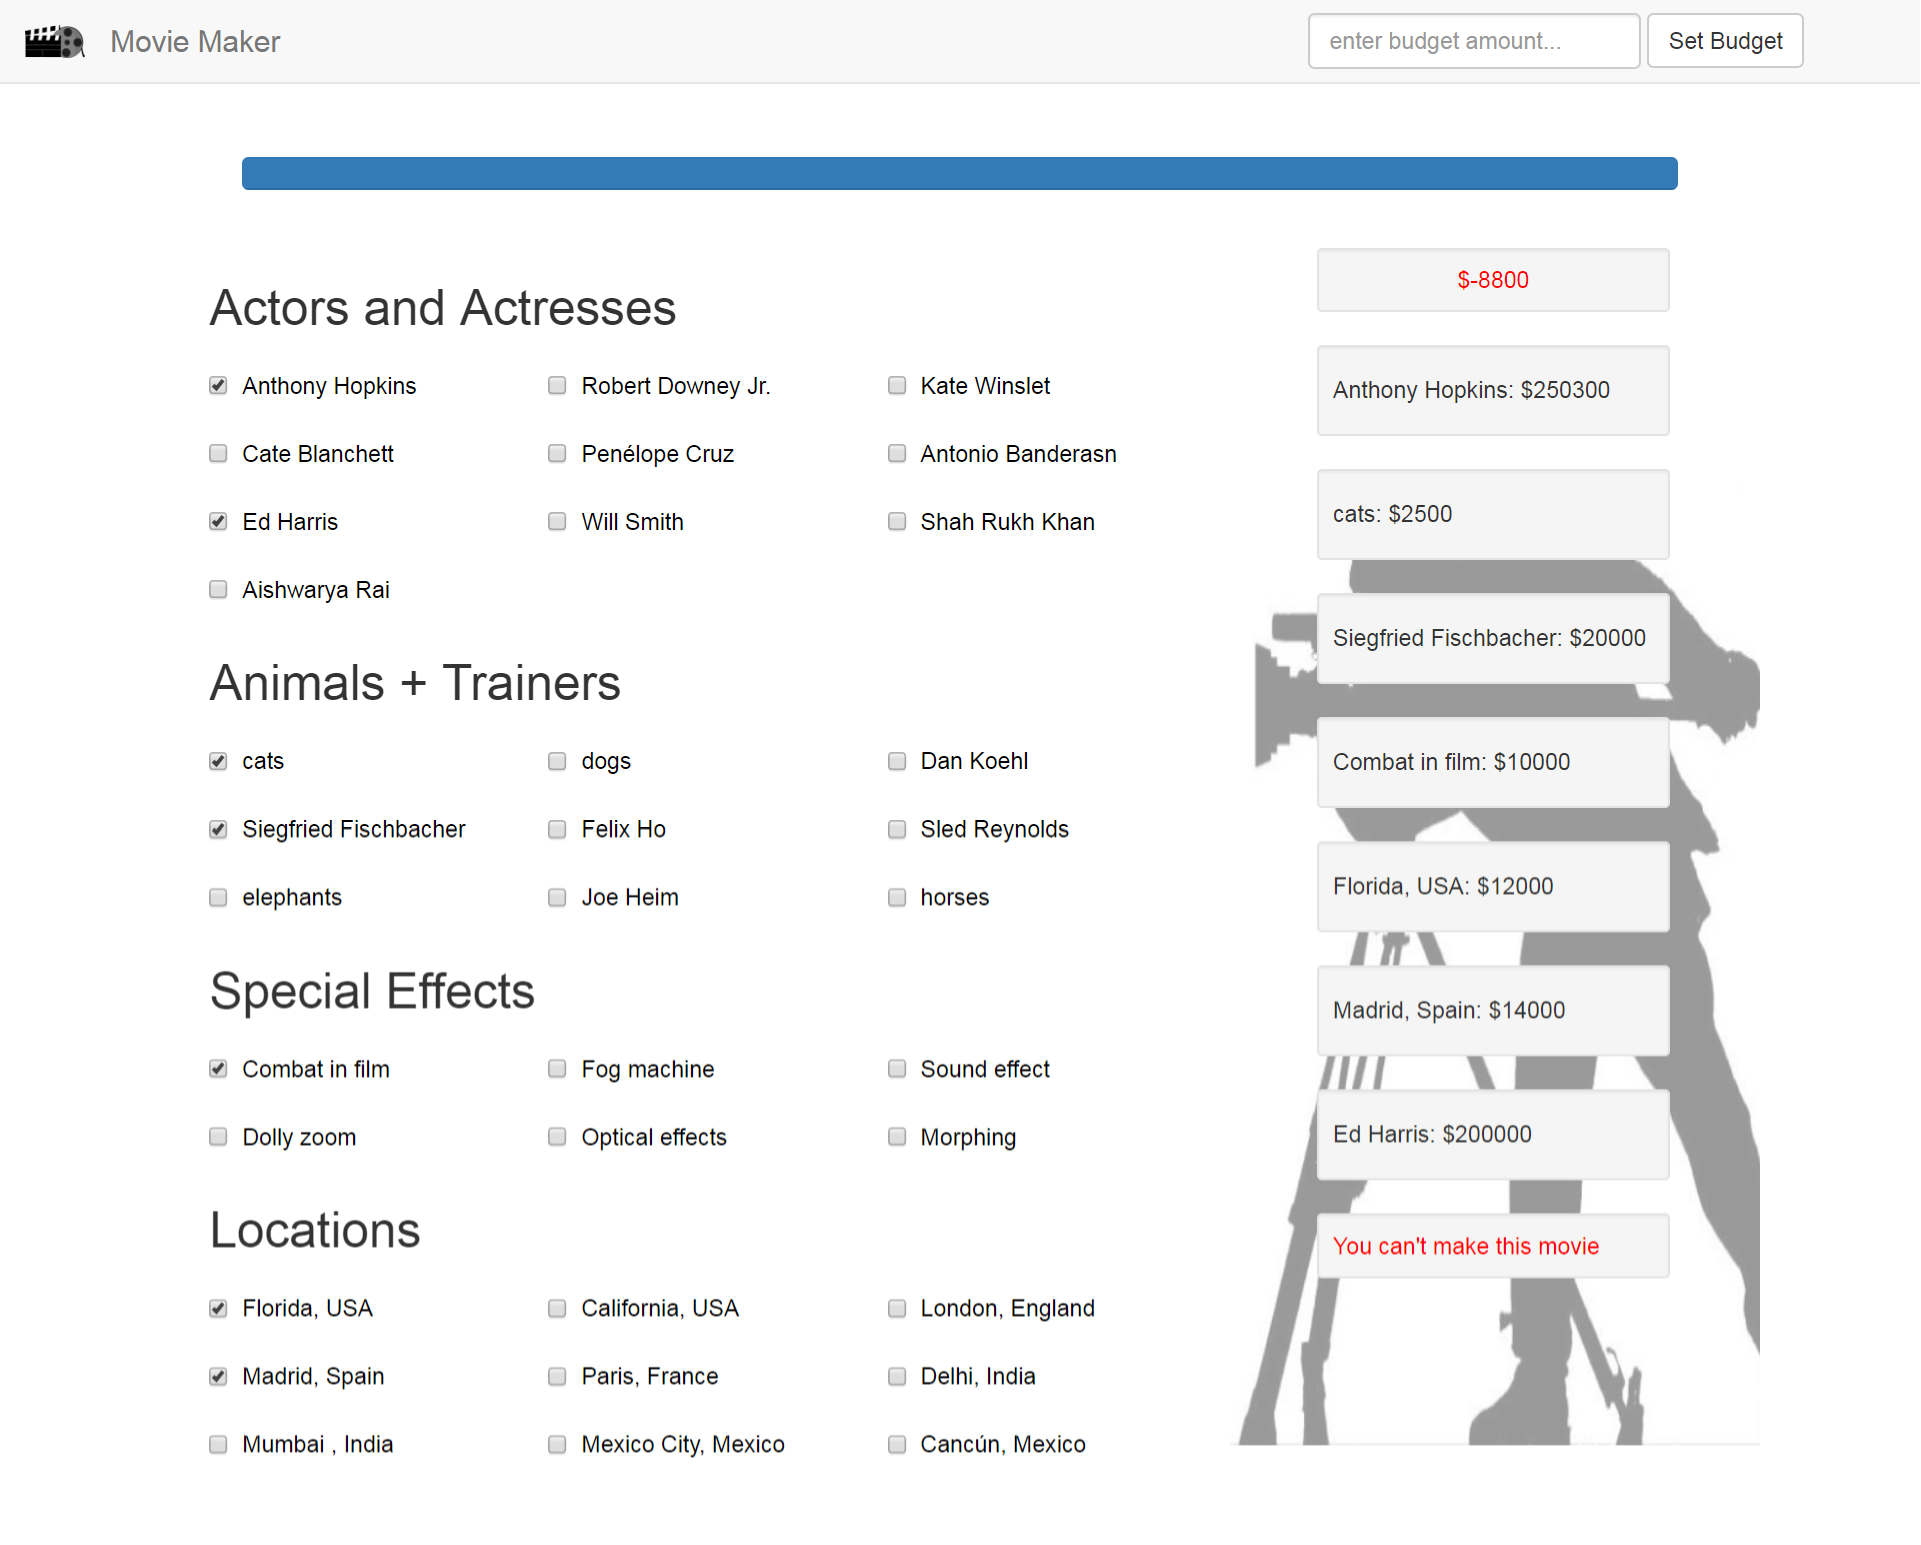 Movie Maker
enter budget amount...
Set Budget
Actors and Actresses
Anthony Hopkins
Robert Downey Jr.
Kate Winslet
Cate Blanchett
Penélope Cruz
Antonio Banderasn
Ed Harris
Will Smith
Shah Rukh Khan
Aishwarya Rai
Animals + Trainers
cats
dogs
Dan Koehl
Siegfried Fischbacher
Felix Ho
Sled Reynolds
elephants
Joe Heim
horses
Special Effects
Combat in film
Fog machine
Sound effect
Dolly zoom
Optical effects
Morphing
Locations
Florida, USA
California, USA
London, England
Madrid, Spain
Paris, France
Delhi, India
Mumbai , India
Mexico City, Mexico
Cancún, Mexico
$-8800
Anthony Hopkins: $250300
cats: $2500
Siegfried Fischbacher: $20000
Combat in film: $10000
Florida, USA: $12000
Madrid, Spain: $14000
Ed Harris: $200000
You can't make this movie